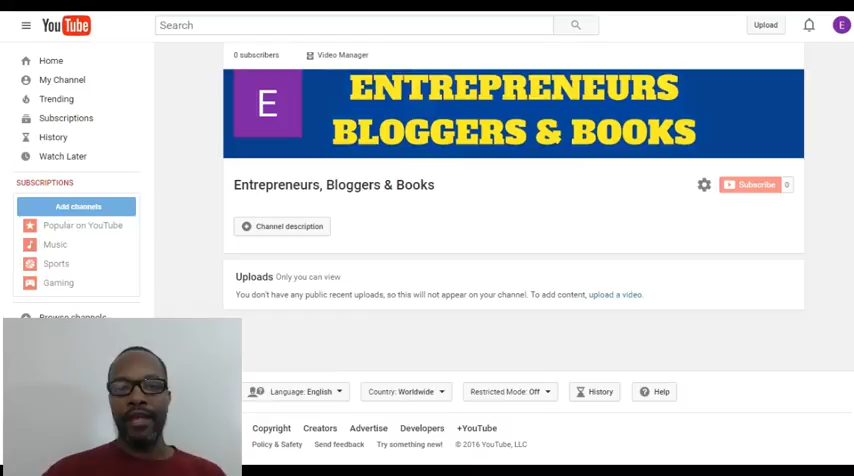 YouTube
Search
Upload
E
Home
My Channel
Trending
Subscriptions
History
Watch Later
SUBSCRIPTIONS
Add channels
Popular on YouTube
Music
Sports
Gaming
Browse channels
0 subscribers
Video Manager
E
ENTREPRENEURS
BLOGGERS & BOOKS
Entrepreneurs, Bloggers & Books
Subscribe 0
Channel description
Uploads Only you can view
You don't have any public recent uploads, so this will not appear on your channel. To add content, upload a video.
Language: English
Country: Worldwide
Restricted Mode: Off
History
Help
Copyright Creators Advertise Developers +YouTube
Policy & Safety Send feedback Try something new! © 2016 YouTube, LLC